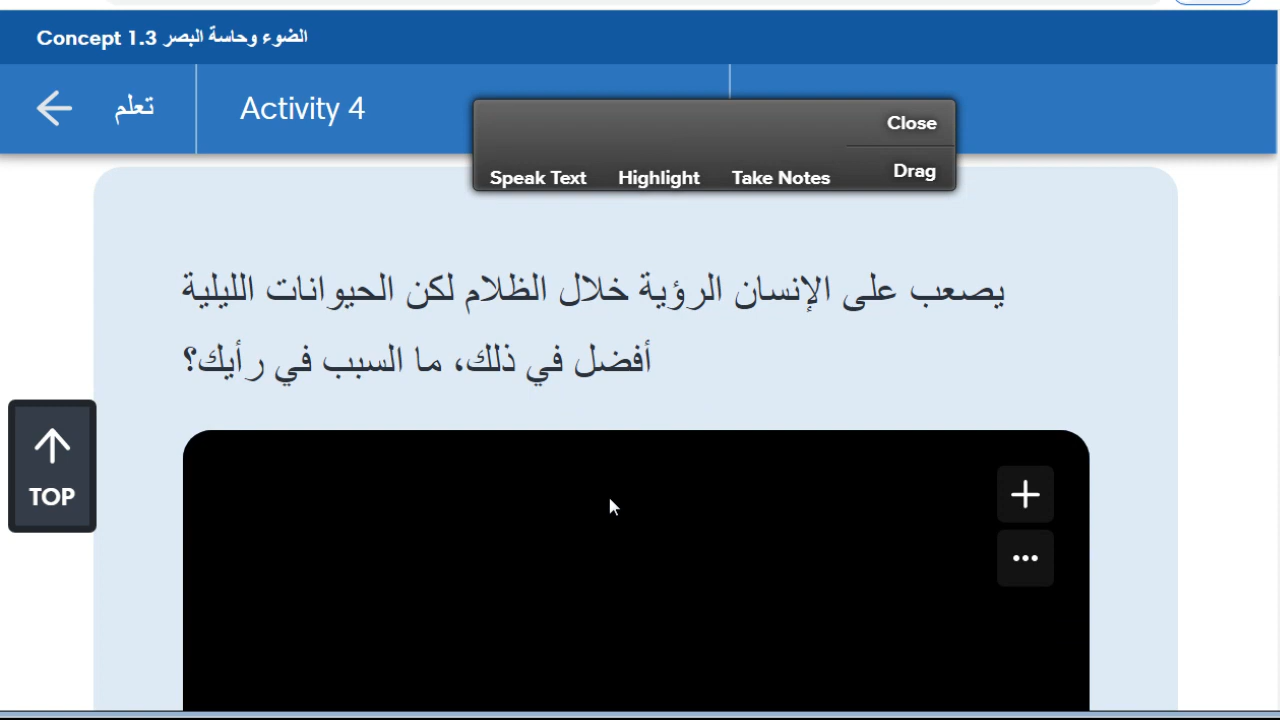 Concept 1.3 الضوء وحاسة البصر
تعلم
Activity 4
Close
Speak Text Highlight Take Notes Drag
يصعب على الإنسان الرؤية خلال الظلام لكن الحيوانات الليلية
أفضل في ذلك، ما السبب في رأيك؟
TOP